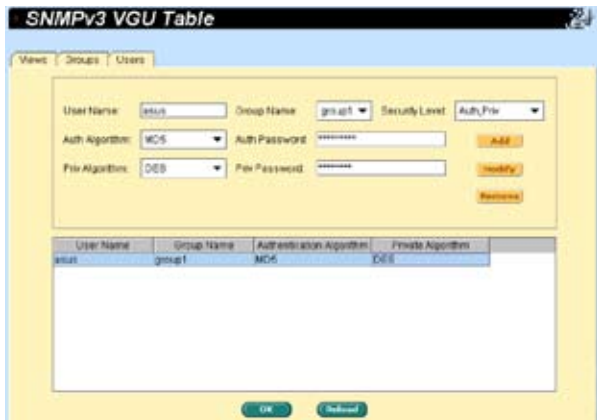 SNMPv3 VGU Table
Views Groups Users
User Name: asus Group Name: group1 Security Level: Auth_Priv
Auth Algorithm: MD5 Auth Password: *********
Priv Algorithm: DES Priv Password: *********
Add
Modify
Remove
User Name Group Name Authentication Algorithm Private Algorithm
asus group1 MD5 DES
OK Reload